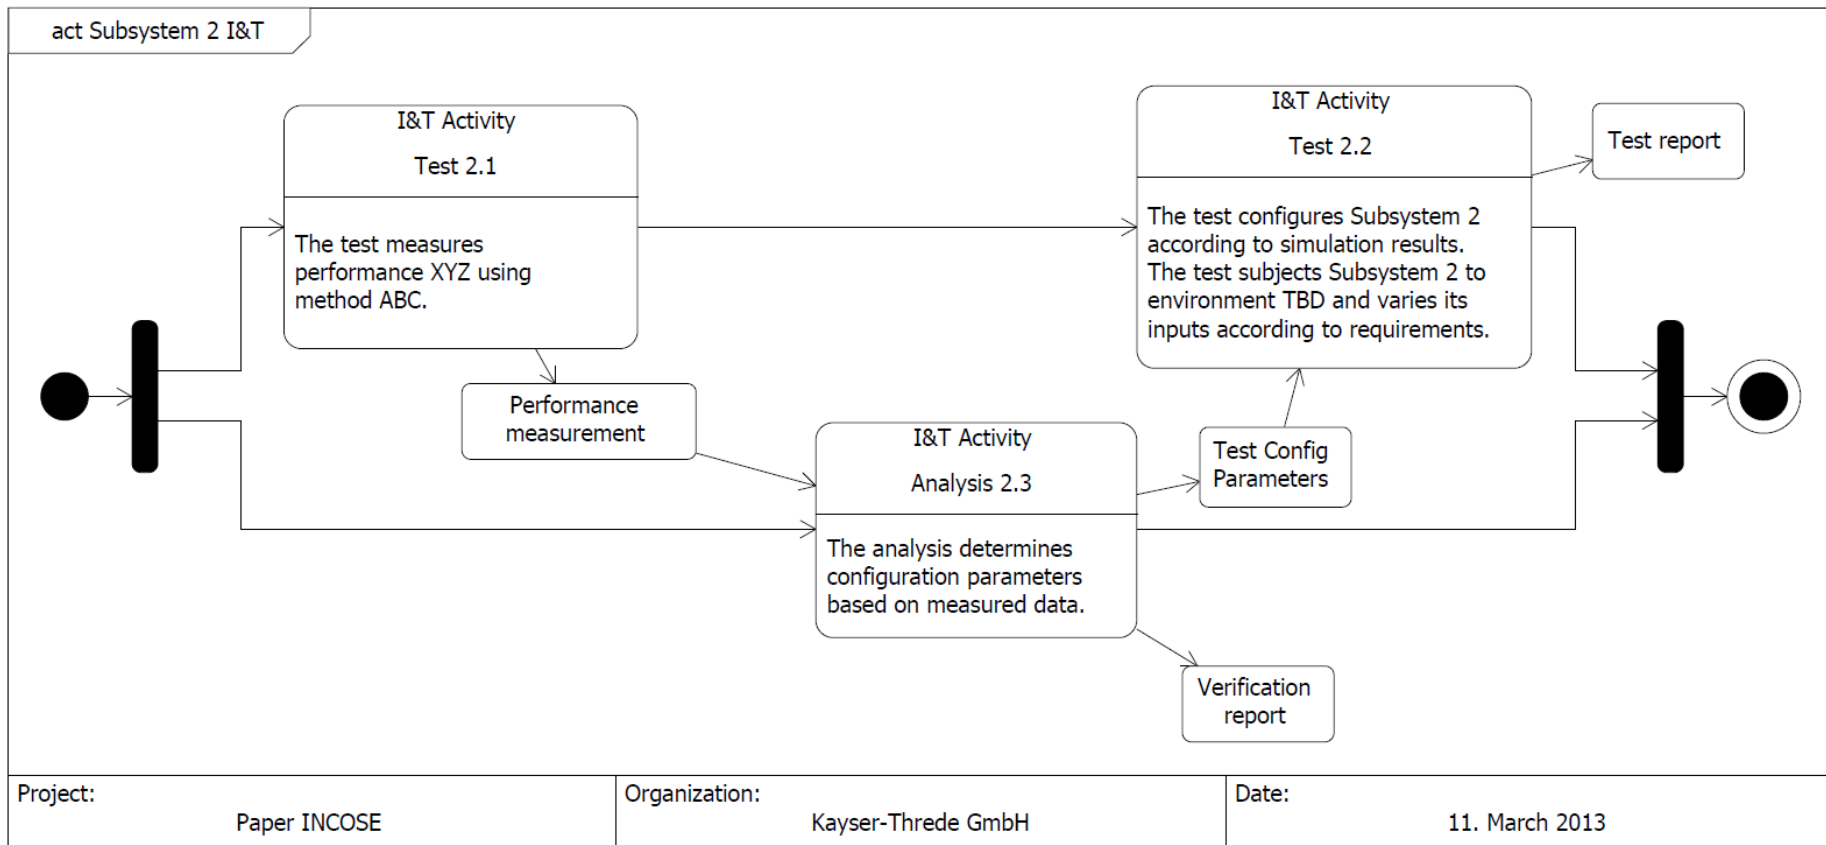 act Subsystem 2 I&T
I&T Activity
Test 2.1
The test measures
performance XYZ using
method ABC.
I&T Activity
Test 2.2
The test configures Subsystem 2
according to simulation results.
The test subjects Subsystem 2 to
environment TBD and varies its
inputs according to requirements.
Test report
Performance
measurement
I&T Activity
Analysis 2.3
The analysis determines
configuration parameters
based on measured data.
Test Config
Parameters
Verification
report
Project:
Paper INCOSE
Organization:
Kayser-Threde GmbH
Date:
11. March 2013